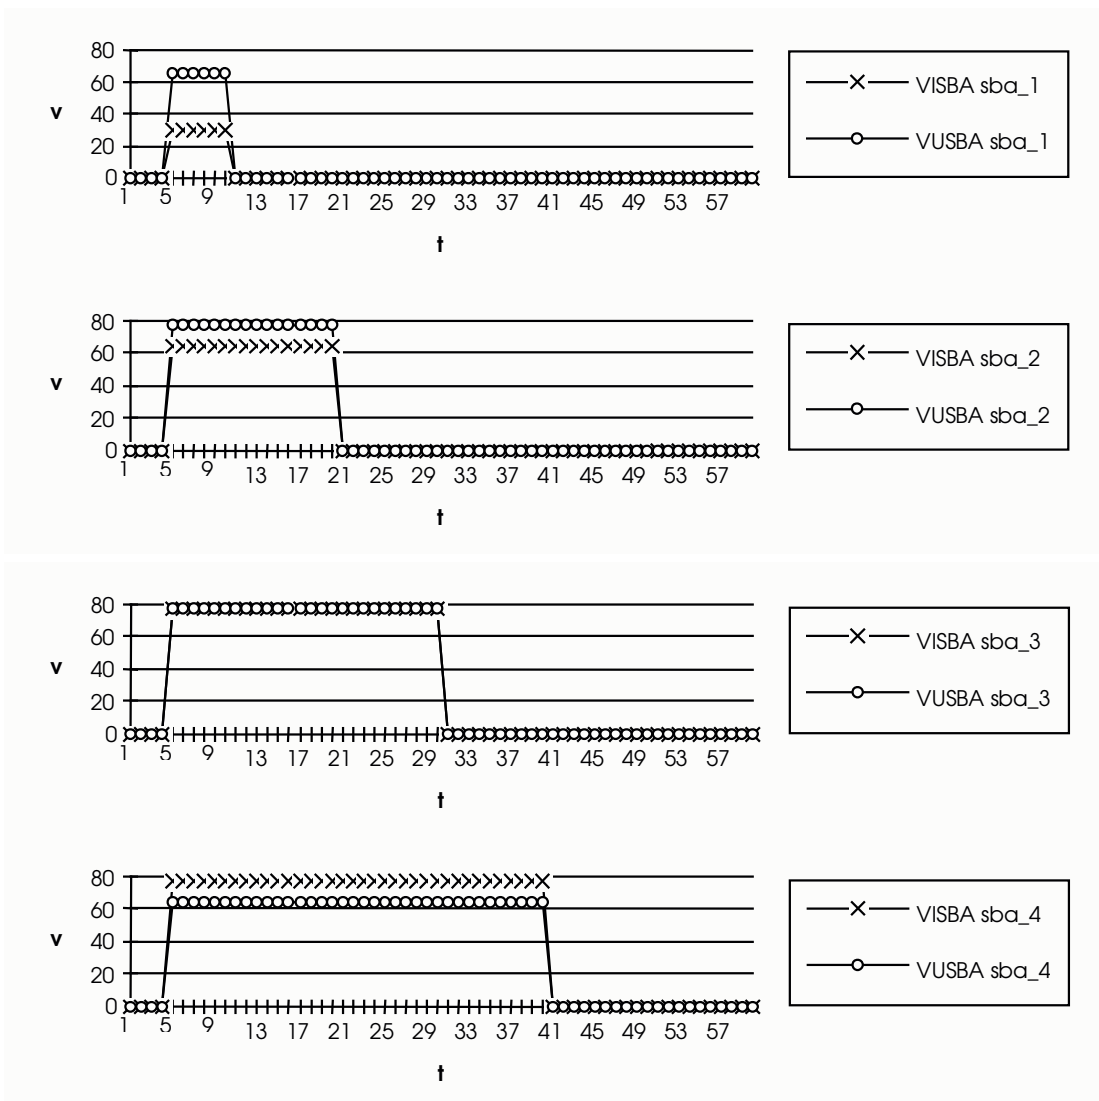 80
60
40
20
0
v
1 5 9 13 17 21 25 29 33 37 41 45 49 53 57
t
VISBA sba_1
VUSBA sba_1
80
60
40
20
0
v
1 5 9 13 17 21 25 29 33 37 41 45 49 53 57
t
VISBA sba_2
VUSBA sba_2
80
60
40
20
0
v
1 5 9 13 17 21 25 29 33 37 41 45 49 53 57
t
VISBA sba_3
VUSBA sba_3
80
60
40
20
0
v
1 5 9 13 17 21 25 29 33 37 41 45 49 53 57
t
VISBA sba_4
VUSBA sba_4